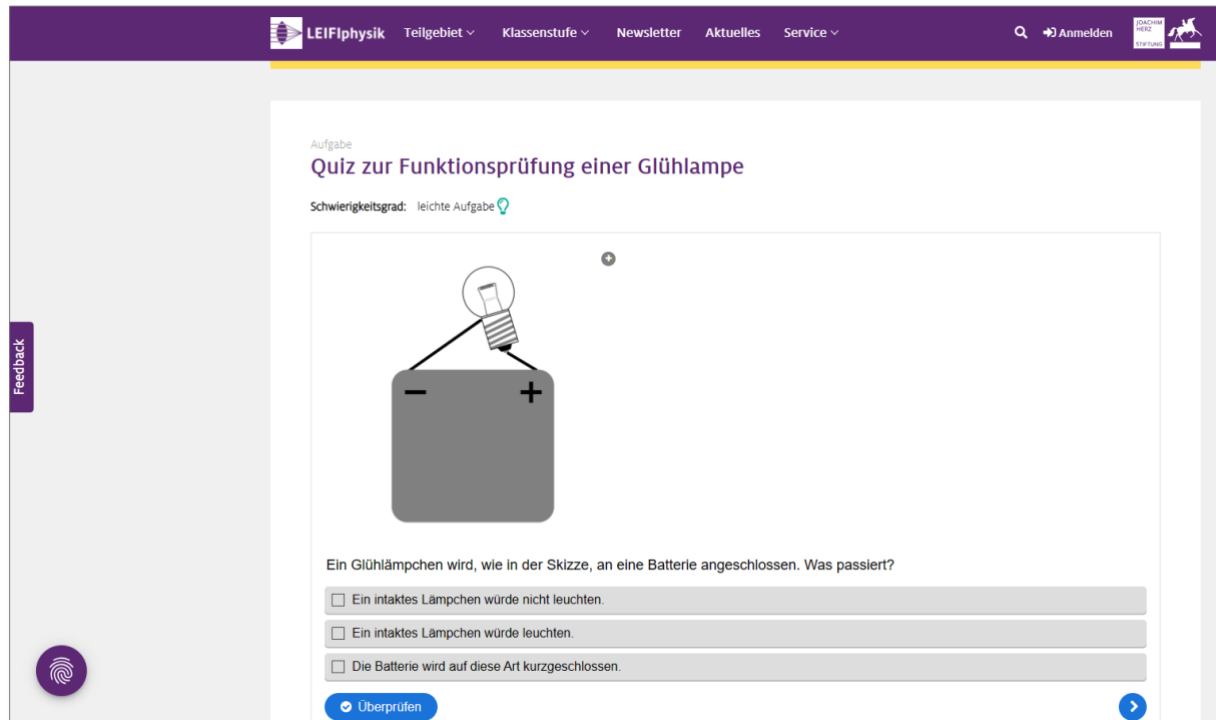 LEIFIphysik Teilgebiet Klassenstufe Newsletter Aktuelles Service Anmelden
JOACHIM
HERZ
STIFTUNG
Aufgabe
Quiz zur Funktionsprüfung einer Glühlampe
Schwierigkeitsgrad: leichte Aufgabe
Feedback
− +
Ein Glühlämpchen wird, wie in der Skizze, an eine Batterie angeschlossen. Was passiert?
Ein intaktes Lämpchen würde nicht leuchten.
Ein intaktes Lämpchen würde leuchten.
Die Batterie wird auf diese Art kurzgeschlossen.
Überprüfen